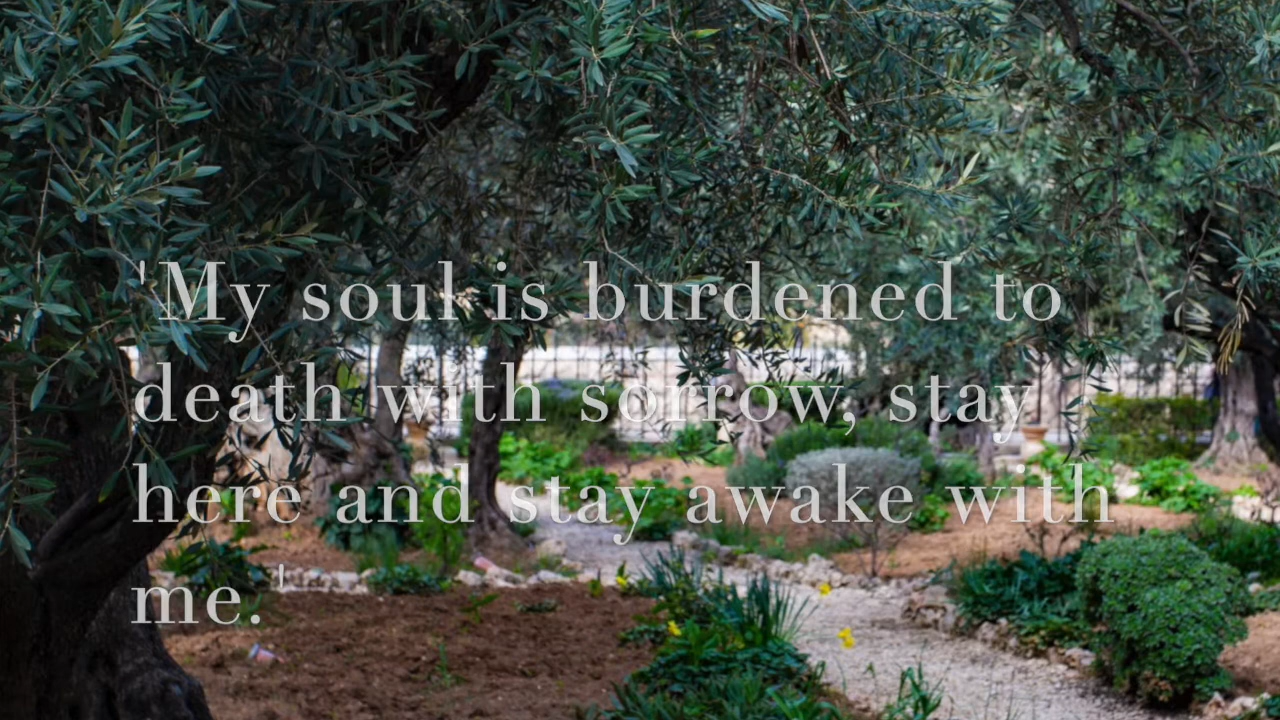 'My soul is burdened to
death with sorrow, stay
here and stay awake with
me.'